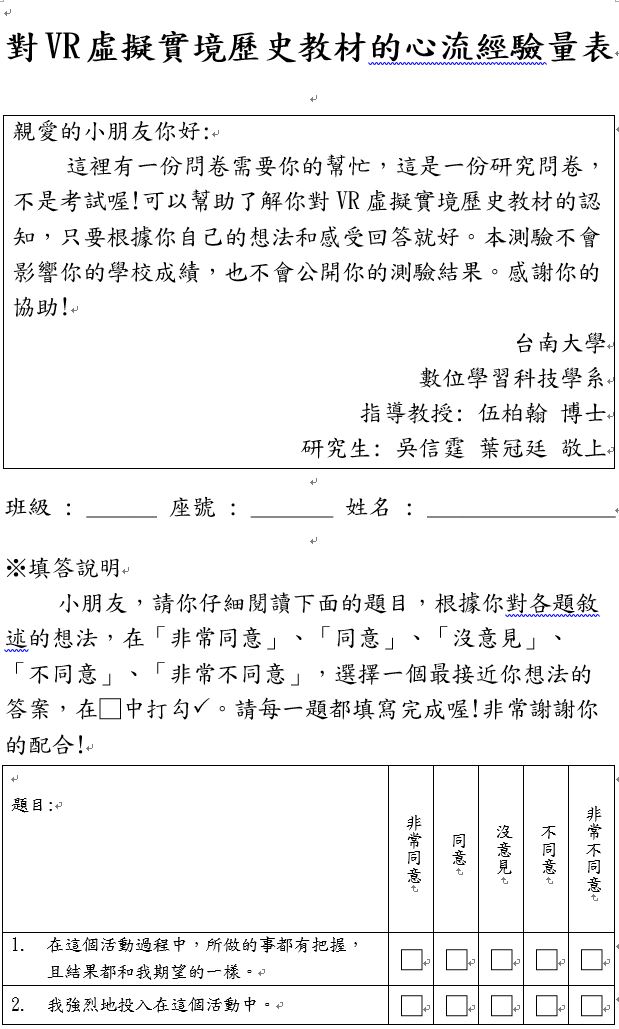 對VR虛擬實境歷史教材的心流經驗量表
親愛的小朋友你好:
這裡有一份問卷需要你的幫忙，這是一份研究問卷，
不是考試喔!可以幫助了解你對VR虛擬實境歷史教材的認
知，只要根據你自己的想法和感受回答就好。本測驗不會
影響你的學校成績，也不會公開你的測驗結果。感謝你的
協助!
台南大學
數位學習科技學系
指導教授: 伍柏翰 博士
研究生: 吳信霆 葉冠廷 敬上
班級 : ______ 座號 : _______ 姓名 : ________________
※填答說明
小朋友，請你仔細閱讀下面的題目，根據你對各題敘
述的想法，在「非常同意」、「同意」、「沒意見」、
「不同意」、「非常不同意」，選擇一個最接近你想法的
答案，在□中打勾✓。請每一題都填寫完成喔!非常謝謝你
的配合!
題目:
非常同意
同意
沒意見
不同意
非常不同意
1. 在這個活動過程中，所做的事都有把握，
且結果都和我期望的一樣。 □ □ □ □ □
2. 我強烈地投入在這個活動中。 □ □ □ □ □